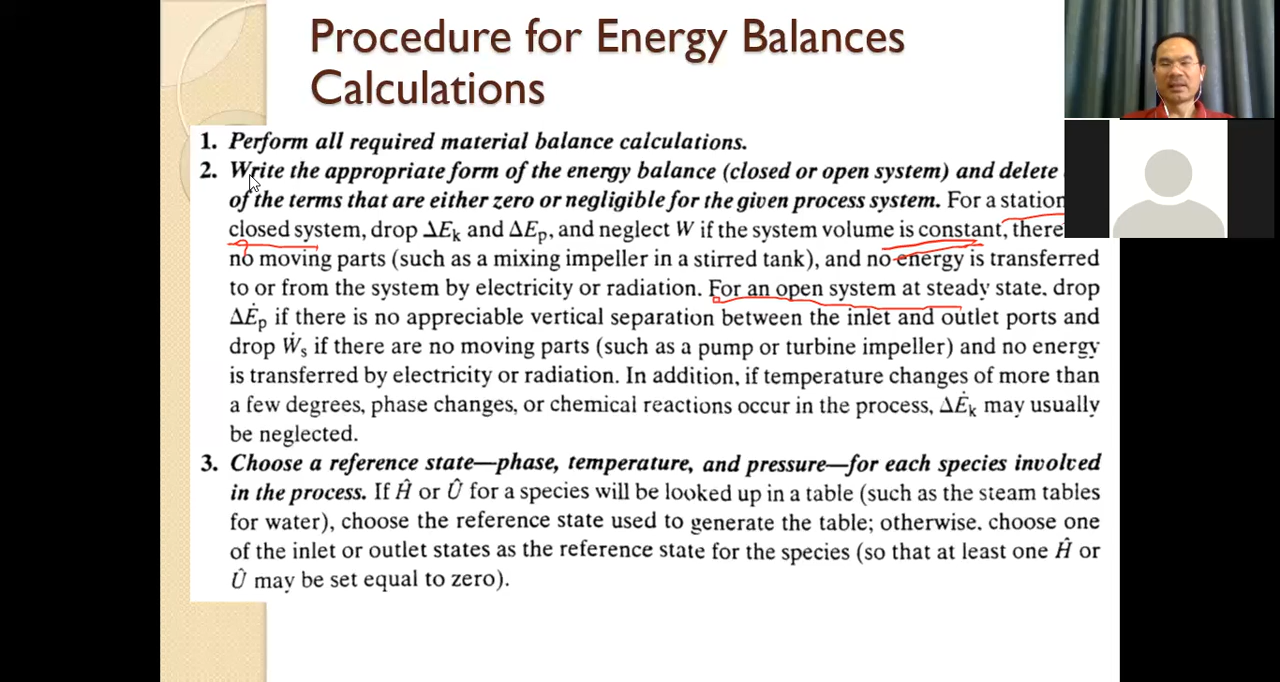 Procedure for Energy Balances
Calculations
1. Perform all required material balance calculations.
2. Write the appropriate form of the energy balance (closed or open system) and delete
of the terms that are either zero or negligible for the given process system. For a station
closed system, drop ΔEk and ΔEp, and neglect W if the system volume is constant, there
no moving parts (such as a mixing impeller in a stirred tank), and no energy is transferred
to or from the system by electricity or radiation. For an open system at steady state, drop
ΔĖp if there is no appreciable vertical separation between the inlet and outlet ports and
drop Ẇs if there are no moving parts (such as a pump or turbine impeller) and no energy
is transferred by electricity or radiation. In addition, if temperature changes of more than
a few degrees, phase changes, or chemical reactions occur in the process, ΔĖk may usually
be neglected.
3. Choose a reference state—phase, temperature, and pressure—for each species involved
in the process. If Ĥ or Û for a species will be looked up in a table (such as the steam tables
for water), choose the reference state used to generate the table; otherwise, choose one
of the inlet or outlet states as the reference state for the species (so that at least one Ĥ or
Û may be set equal to zero).